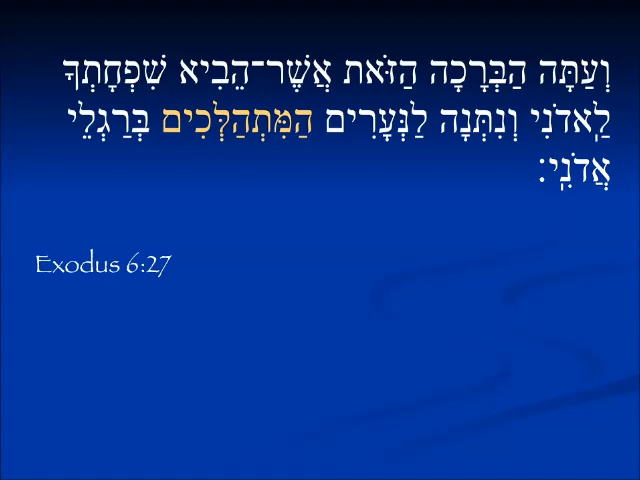 וְעַתָּה הַבְּרָכָה הַזֹּאת אֲשֶׁר־הֵבִיא שִׁפְחָתְךָ
לַֽאדֹנִי וְנִתְּנָה לַנְּעָרִים הַמִּתְהַלְּכִים בְּרַגְלֵי
אֲדֹנִֽי׃
Exodus 6:27